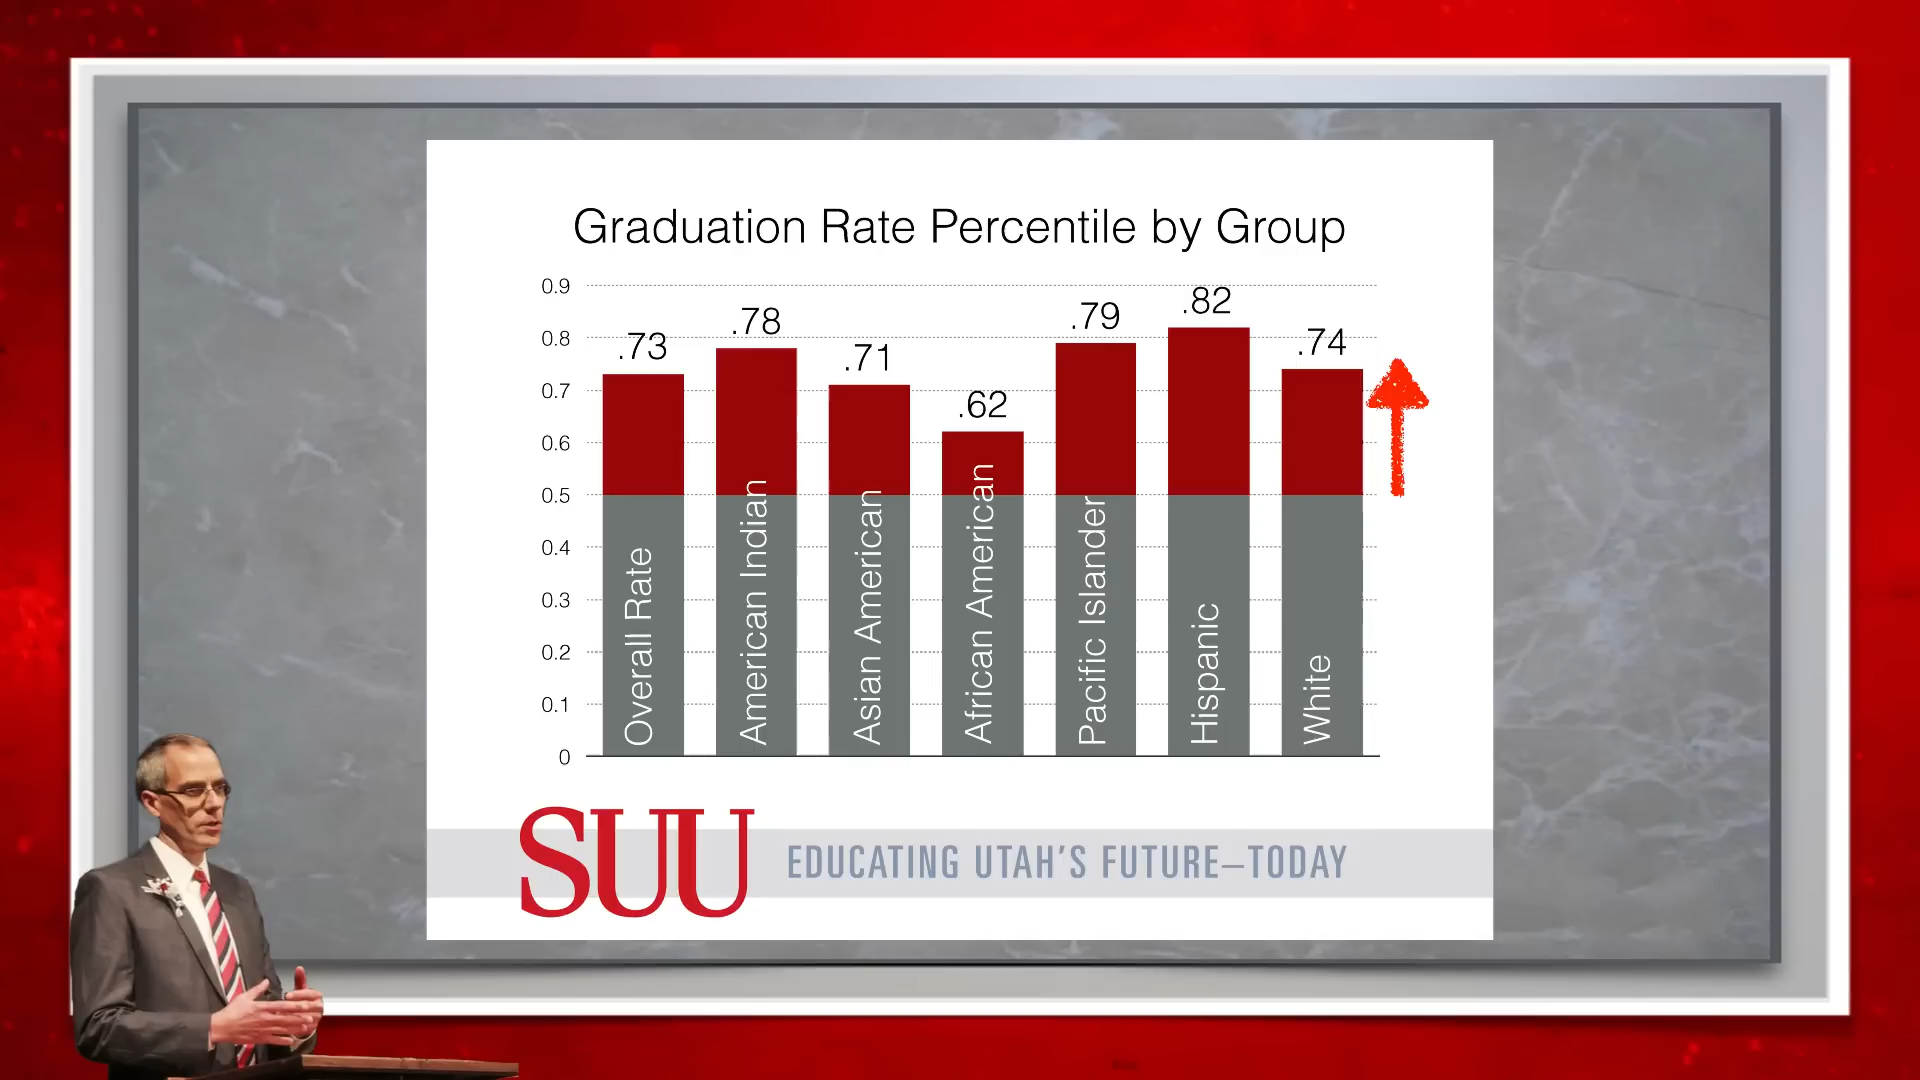 Graduation Rate Percentile by Group
0.9
0.8
0.7
0.6
0.5
0.4
0.3
0.2
0.1
0
.73
.78
.71
.62
.79
.82
.74
Overall Rate
American Indian
Asian American
African American
Pacific Islander
Hispanic
White
SUU
EDUCATING UTAH'S FUTURE–TODAY